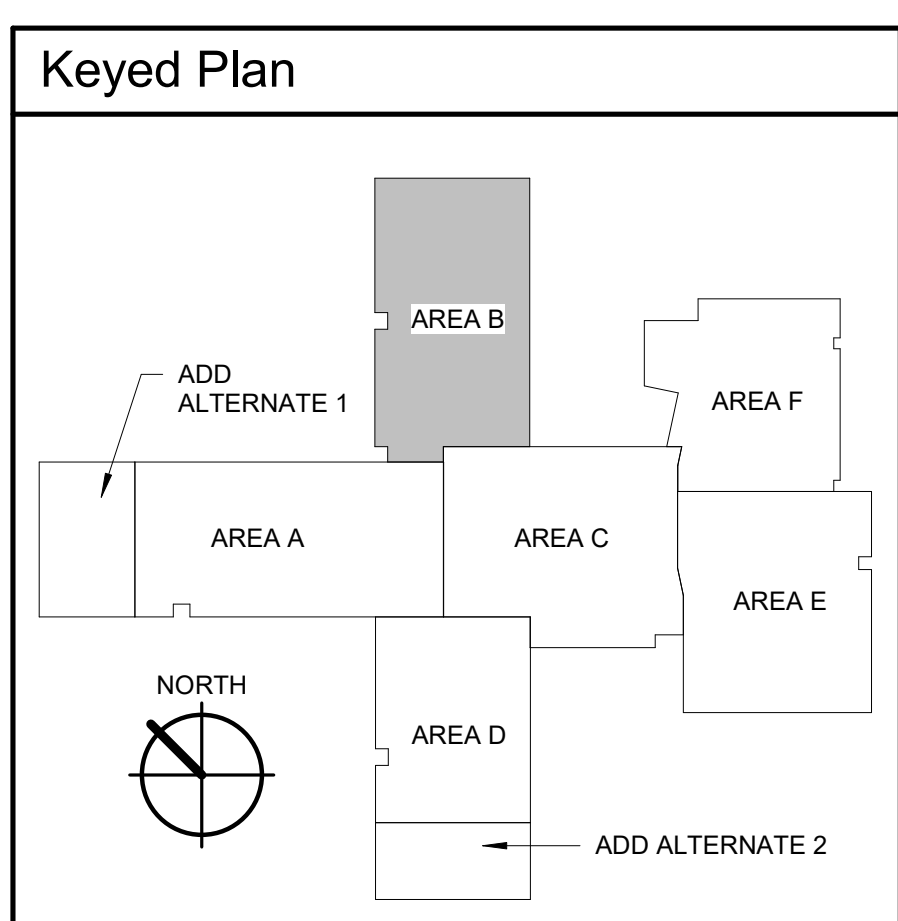 Keyed Plan
AREA B
ADD
ALTERNATE 1
AREA F
AREA A
AREA C
AREA E
NORTH
AREA D
ADD ALTERNATE 2